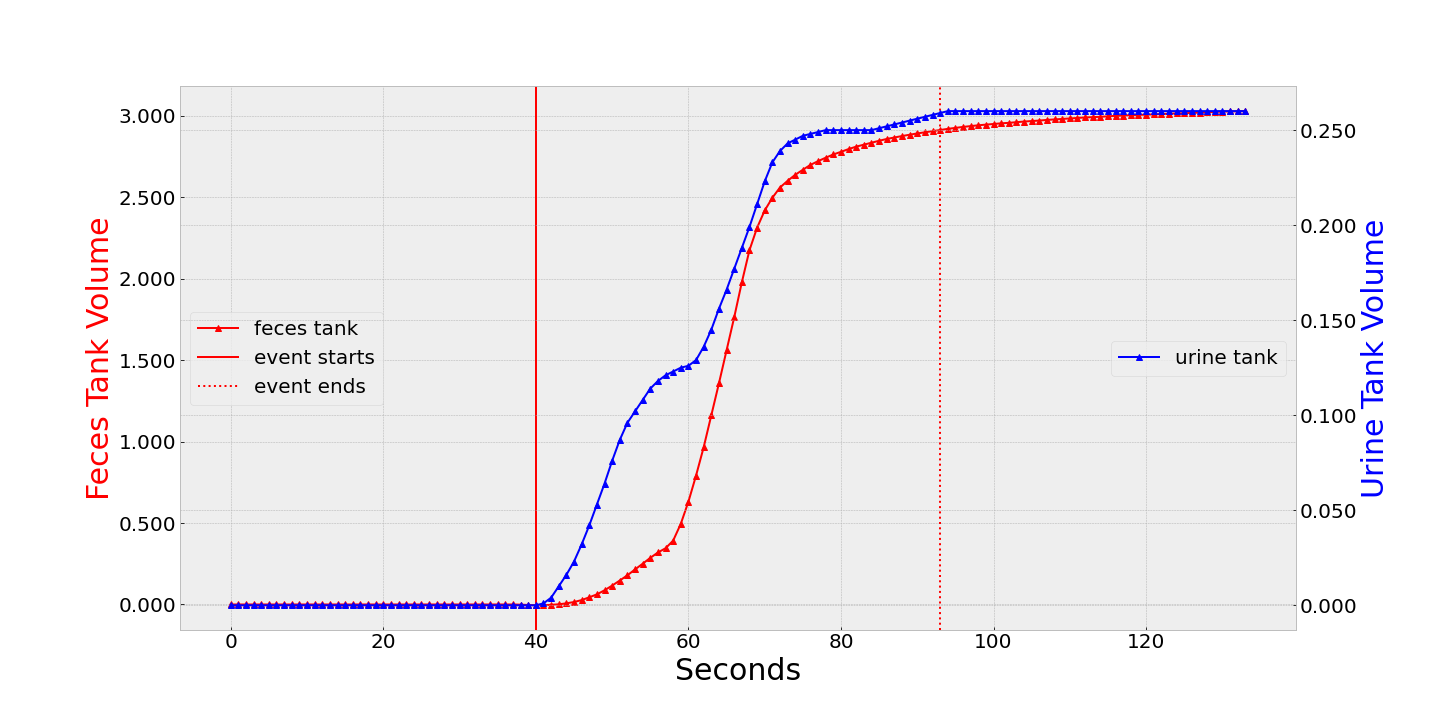 3.000
2.500
2.000
1.500
1.000
0.500
0.000
Feces Tank Volume
feces tank
event starts
event ends
urine tank
0.250
0.200
0.150
0.100
0.050
0.000
Urine Tank Volume
0 20 40 60 80 100 120
Seconds